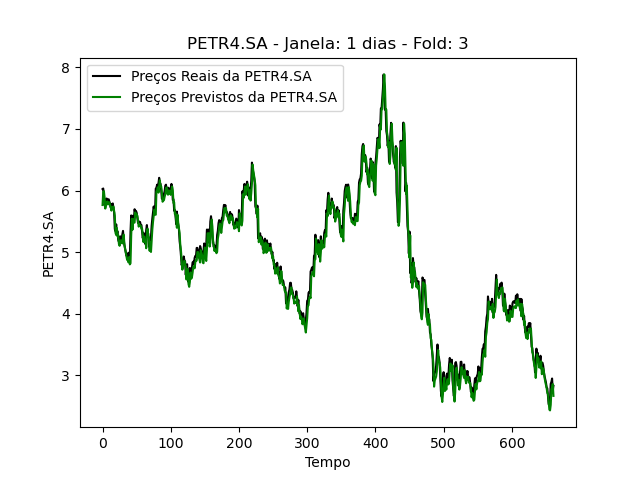 PETR4.SA - Janela: 1 dias - Fold: 3
Preços Reais da PETR4.SA
Preços Previstos da PETR4.SA
8
7
6
5
4
3
PETR4.SA
0 100 200 300 400 500 600
Tempo